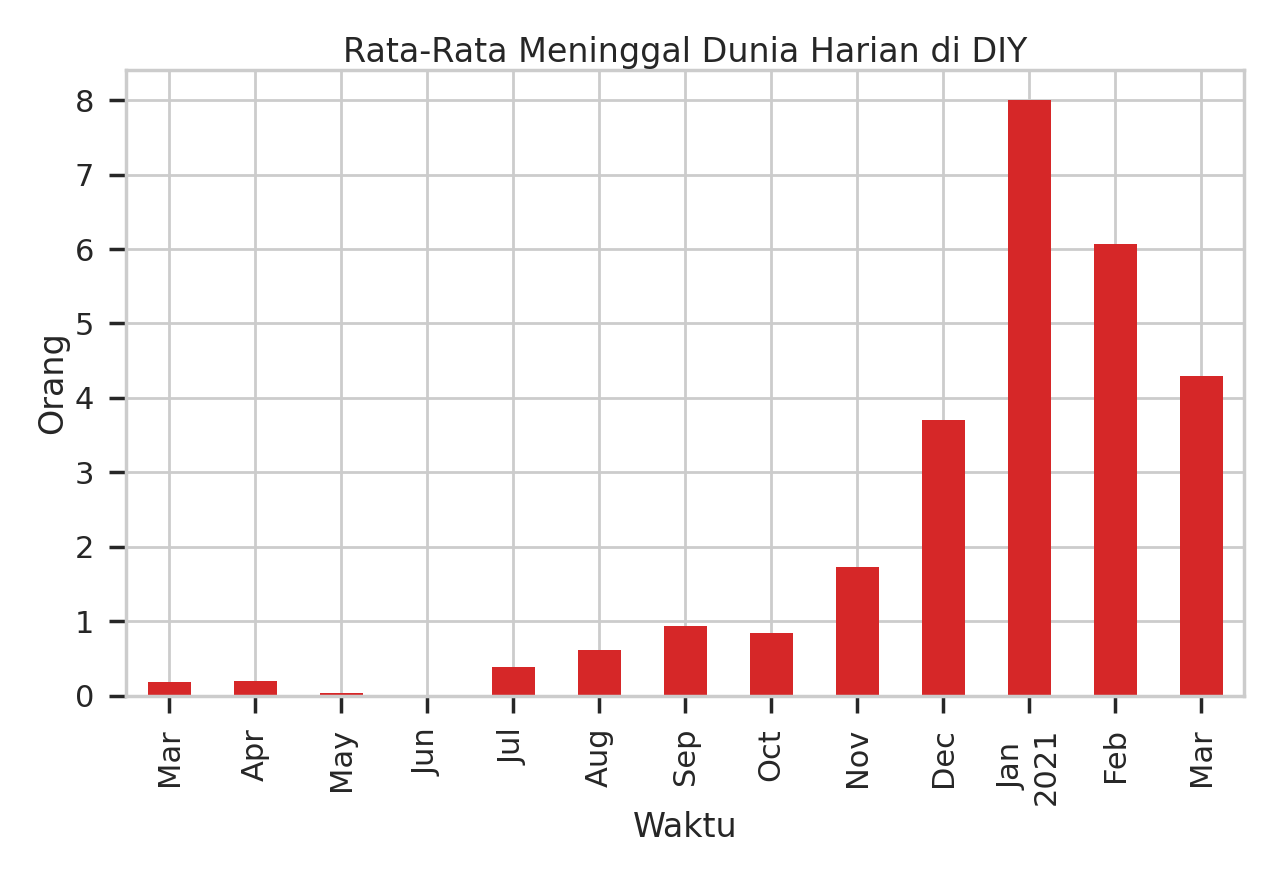 Rata-Rata Meninggal Dunia Harian di DIY
8
7
6
5
4
3
2
1
0
Orang
Mar
Apr
May
Jun
Jul
Aug
Sep
Oct
Nov
Dec
Jan
2021
Feb
Mar
Waktu